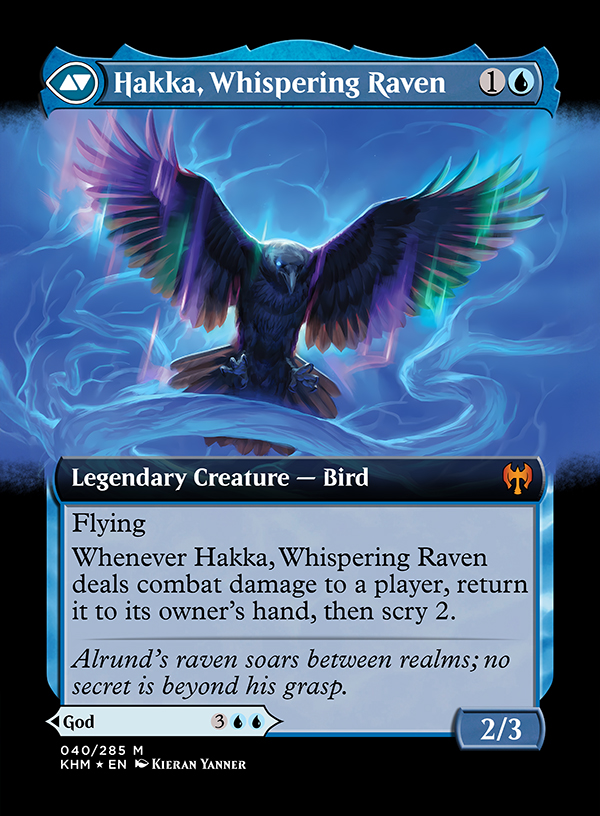 Hakka, Whispering Raven 1
Legendary Creature — Bird
Flying
Whenever Hakka, Whispering Raven
deals combat damage to a player, return
it to its owner's hand, then scry 2.
Alrund's raven soars between realms; no
secret is beyond his grasp.
God 3
2/3
040/285 M
KHM ★ EN Kieran Yanner